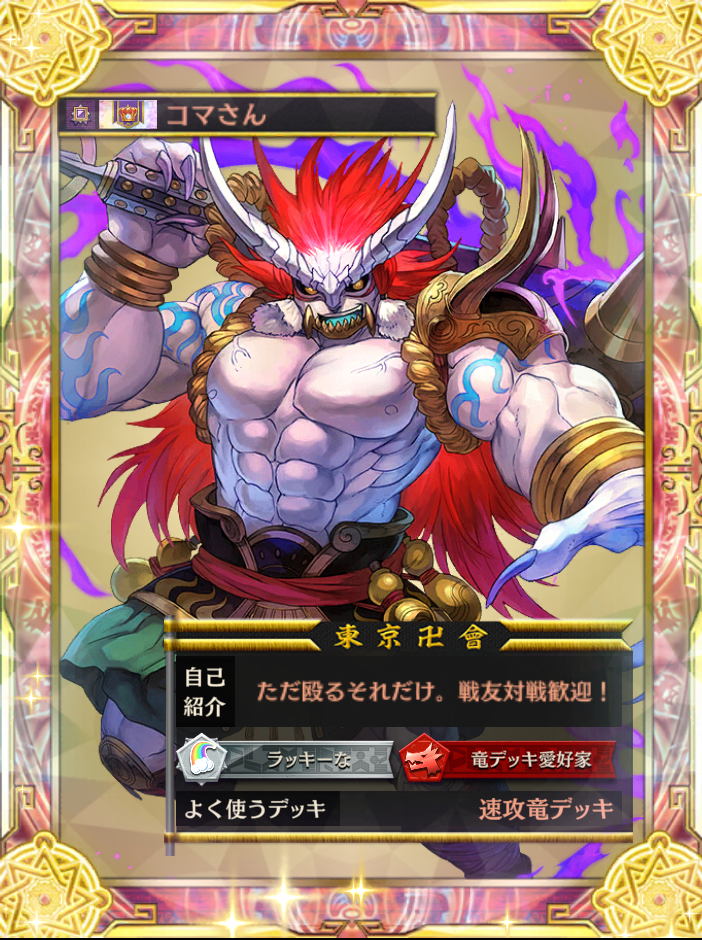 コマさん
東京卍會
自己
紹介
ただ殴るそれだけ。戦友対戦歓迎！
ラッキーな
竜デッキ愛好家
よく使うデッキ
速攻竜デッキ